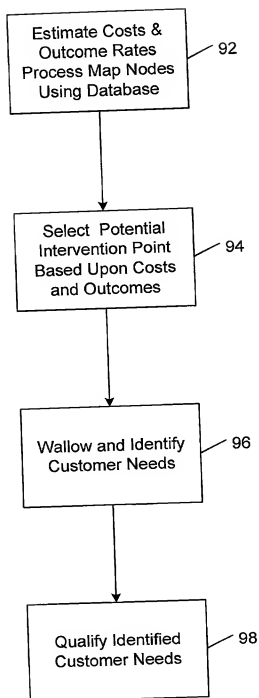 Estimate Costs &
Outcome Rates
Process Map Nodes
Using Database
92
Select Potential
Intervention Point
Based Upon Costs
and Outcomes
94
Wallow and Identify
Customer Needs
96
Qualify Identified
Customer Needs
98